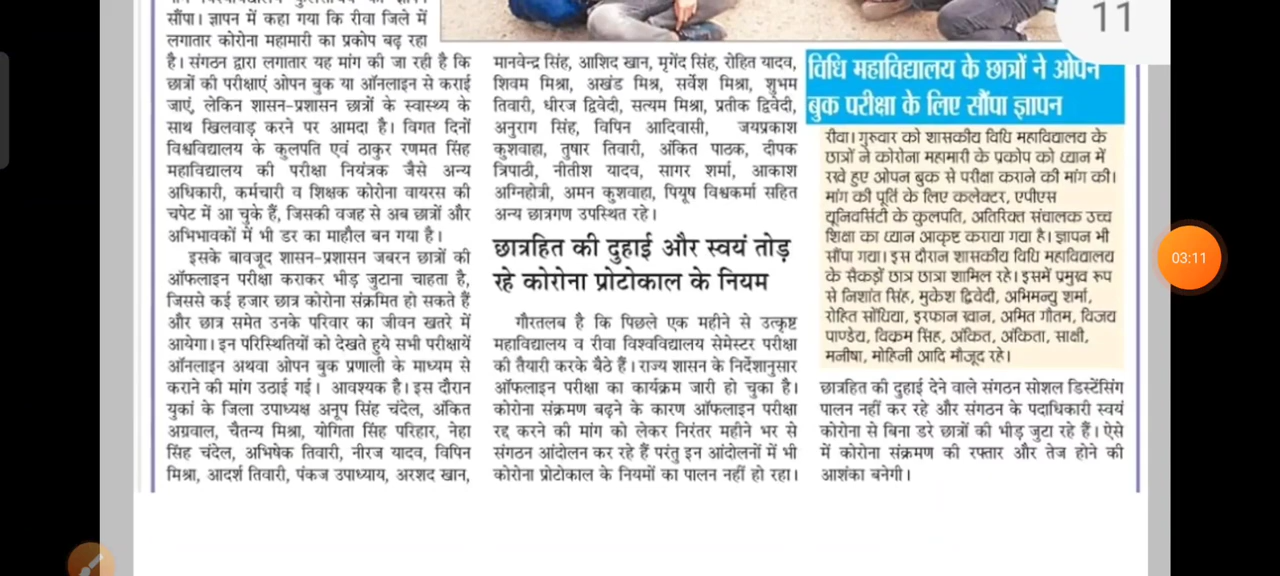 सौंपा। ज्ञापन में कहा गया कि रीवा जिले में
लगातार कोरोना महामारी का प्रकोप बढ़ रहा
है। संगठन द्वारा लगातार यह मांग की जा रही है कि
छात्रों की परीक्षाएं ओपन बुक या ऑनलाइन से कराई
जाएं, लेकिन शासन-प्रशासन छात्रों के स्वास्थ्य के
साथ खिलवाड़ करने पर आमदा है। विगत दिनों
विश्वविद्यालय के कुलपति एवं ठाकुर रणमत सिंह
महाविद्यालय की परीक्षा नियंत्रक जैसे अन्य
अधिकारी, कर्मचारी व शिक्षक कोरोना वायरस की
चपेट में आ चुके हैं, जिसकी वजह से अब छात्रों और
अभिभावकों में भी डर का माहौल बन गया है।
इसके बावजूद शासन-प्रशासन जबरन छात्रों की
ऑफलाइन परीक्षा कराकर भीड़ जुटाना चाहता है,
जिससे कई हजार छात्र कोरोना संक्रमित हो सकते हैं
और छात्र समेत उनके परिवार का जीवन खतरे में
आयेगा। इन परिस्थितियों को देखते हुये सभी परीक्षायें
ऑनलाइन अथवा ओपन बुक प्रणाली के माध्यम से
कराने की मांग उठाई गई। आवश्यक है। इस दौरान
युकां के जिला उपाध्यक्ष अनूप सिंह चंदेल, अंकित
अग्रवाल, चैतन्य मिश्रा, योगिता सिंह परिहार, नेहा
सिंह चंदेल, अभिषेक तिवारी, नीरज यादव, विपिन
मिश्रा, आदर्श तिवारी, पंकज उपाध्याय, अरशद खान,
मानवेन्द्र सिंह, आशिद खान, मृगेंद सिंह, रोहित यादव,
शिवम मिश्रा, अखंड मिश्र, सर्वेश मिश्रा, शुभम
तिवारी, धीरज द्विवेदी, सत्यम मिश्रा, प्रतीक द्विवेदी,
अनुराग सिंह, विपिन आदिवासी, जयप्रकाश
कुशवाहा, तुषार तिवारी, अंकित पाठक, दीपक
त्रिपाठी, नीतीश यादव, सागर शर्मा, आकाश
अग्निहोत्री, अमन कुशवाहा, पियूष विश्वकर्मा सहित
अन्य छात्रगण उपस्थित रहे।
छात्रहित की दुहाई और स्वयं तोड़
रहे कोरोना प्रोटोकाल के नियम
गौरतलब है कि पिछले एक महीने से उत्कृष्ट
महाविद्यालय व रीवा विश्वविद्यालय सेमेस्टर परीक्षा
की तैयारी करके बैठे हैं। राज्य शासन के निर्देशानुसार
ऑफलाइन परीक्षा का कार्यक्रम जारी हो चुका है।
कोरोना संक्रमण बढ़ने के कारण ऑफलाइन परीक्षा
रद्द करने की मांग को लेकर निरंतर महीने भर से
संगठन आंदोलन कर रहे हैं परंतु इन आंदोलनों में भी
कोरोना प्रोटोकाल के नियमों का पालन नहीं हो रहा।
11
विधि महाविद्यालय के छात्रों ने ओपन
बुक परीक्षा के लिए सौंपा ज्ञापन
रीवा। गुरुवार को शासकीय विधि महाविद्यालय के
छात्रों ने कोरोना महामारी के प्रकोप को ध्यान में
रखे हुए ओपन बुक से परीक्षा कराने की मांग की।
मांग की पूर्ति के लिए कलेक्टर, एपीएस
यूनिवर्सिटी के कुलपति, अतिरिक्त संचालक उच्च
शिक्षा का ध्यान आकृष्ट कराया गया है। ज्ञापन भी
सौंपा गया। इस दौरान शासकीय विधि महाविद्यालय
के सैकड़ों छात्र छात्रा शामिल रहे। इसमें प्रमुख रूप
से निशांत सिंह, मुकेश द्विवेदी, अभिमन्यु शर्मा,
रोहित सोंधिया, इरफान खान, अमित गौतम, विजय
पाण्डेय, विक्रम सिंह, अंकित, अंकिता, साक्षी,
मनीषा, मोहिनी आदि मौजूद रहे।
छात्रहित की दुहाई देने वाले संगठन सोशल डिस्टेंसिंग
पालन नहीं कर रहे और संगठन के पदाधिकारी स्वयं
कोरोना से बिना डरे छात्रों की भीड़ जुटा रहे हैं। ऐसे
में कोरोना संक्रमण की रफ्तार और तेज होने की
आशंका बनेगी।
03:11